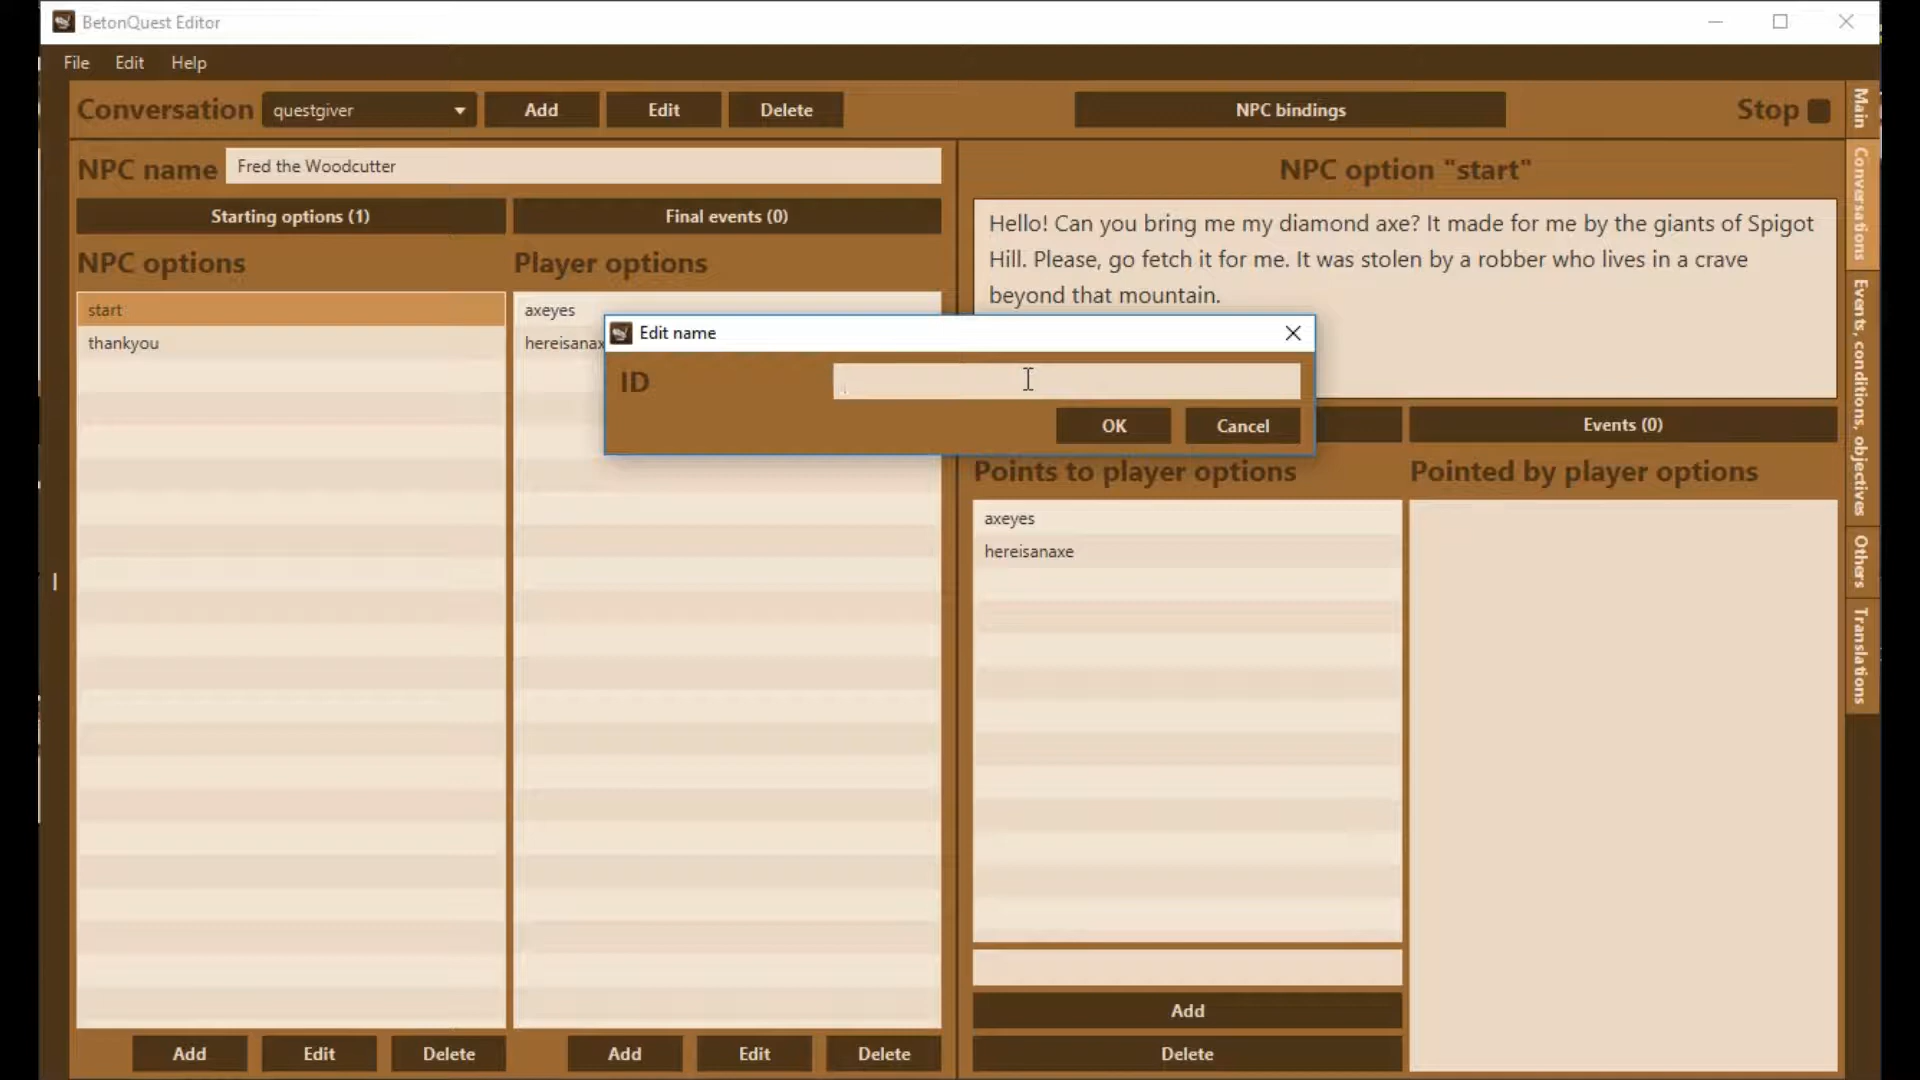 BetonQuest Editor
File Edit Help
Conversation questgiver Add Edit Delete NPC bindings Stop
NPC name Fred the Woodcutter
Starting options (1) Final events (0)
NPC options Player options
start
thankyou
axeyes
hereisanax
NPC option "start"
Hello! Can you bring me my diamond axe? It made for me by the giants of Spigot
Hill. Please, go fetch it for me. It was stolen by a robber who lives in a crave
beyond that mountain.
Edit name
ID
OK Cancel
Events (0)
Points to player options Pointed by player options
axeyes
hereisanaxe
Add
Delete
Add Edit Delete Add Edit Delete
Main
Conversations
Events, conditions, objectives
Others
Translations